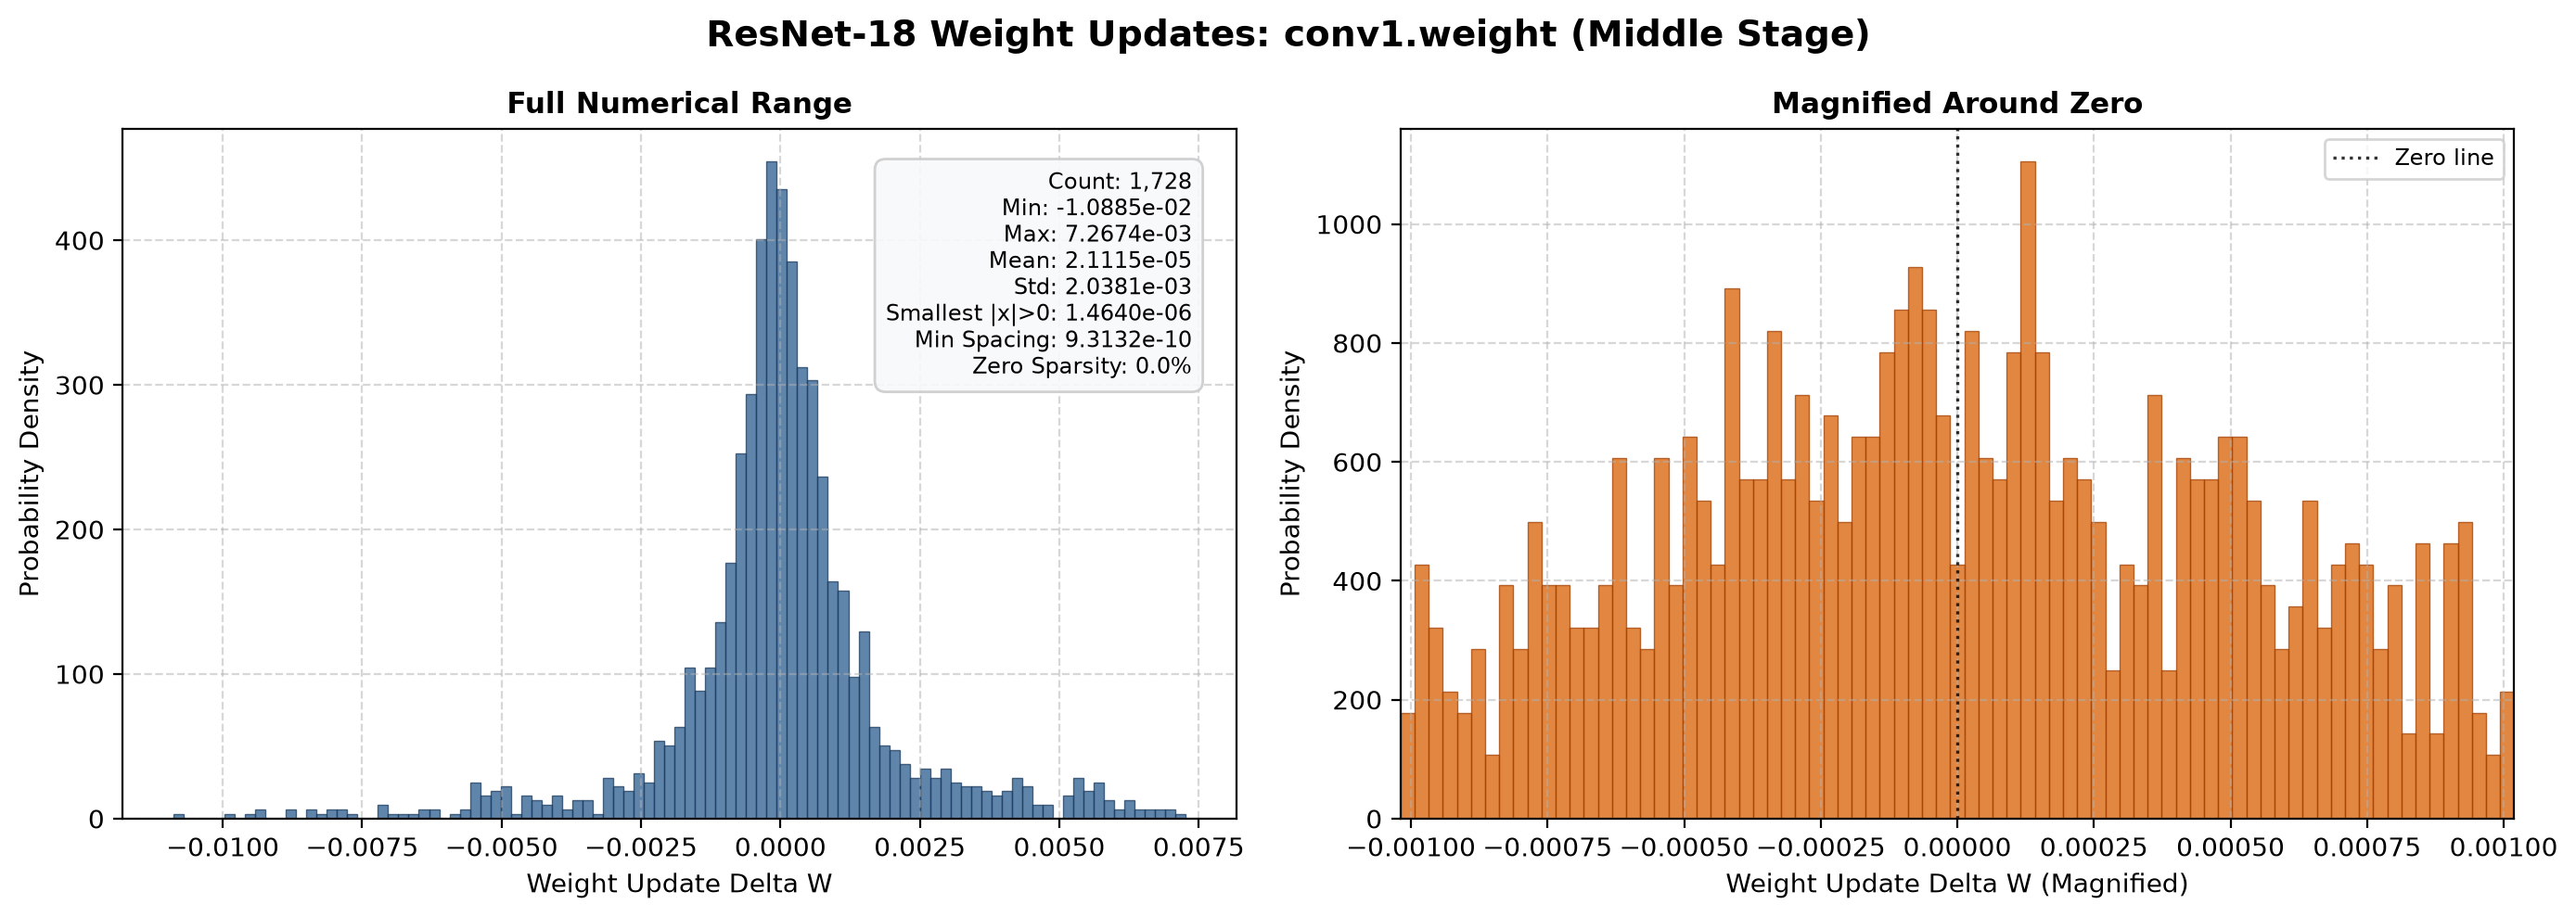 ResNet-18 Weight Updates: conv1.weight (Middle Stage)
Full Numerical Range
Probability Density
400
300
200
100
0
Count: 1,728
Min: -1.0885e-02
Max: 7.2674e-03
Mean: 2.1115e-05
Std: 2.0381e-03
Smallest |x|>0: 1.4640e-06
Min Spacing: 9.3132e-10
Zero Sparsity: 0.0%
−0.0100 −0.0075 −0.0050 −0.0025 0.0000 0.0025 0.0050 0.0075
Weight Update Delta W
Magnified Around Zero
Probability Density
1000
800
600
400
200
0
Zero line
−0.00100 −0.00075 −0.00050 −0.00025 0.00000 0.00025 0.00050 0.00075 0.00100
Weight Update Delta W (Magnified)